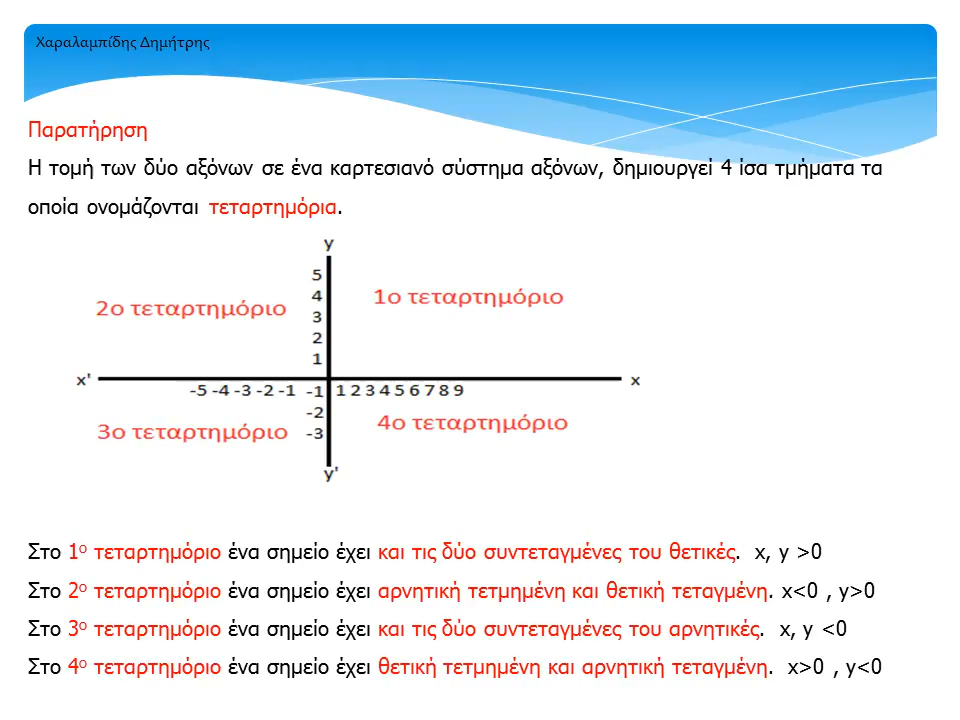 Χαραλαμπίδης Δημήτρης
Παρατήρηση
Η τομή των δύο αξόνων σε ένα καρτεσιανό σύστημα αξόνων, δημιουργεί 4 ίσα τμήματα τα
οποία ονομάζονται τεταρτημόρια.
y
5
4
3
2
1
2ο τεταρτημόριο
1ο τεταρτημόριο
x'
x
-5 -4 -3 -2 -1
-1
1 2 3 4 5 6 7 8 9
-2
-3
3ο τεταρτημόριο
4ο τεταρτημόριο
y'
Στο 1ο τεταρτημόριο ένα σημείο έχει και τις δύο συντεταγμένες του θετικές. x, y >0
Στο 2ο τεταρτημόριο ένα σημείο έχει αρνητική τετμημένη και θετική τεταγμένη. x<0 , y>0
Στο 3ο τεταρτημόριο ένα σημείο έχει και τις δύο συντεταγμένες του αρνητικές. x, y <0
Στο 4ο τεταρτημόριο ένα σημείο έχει θετική τετμημένη και αρνητική τεταγμένη. x>0 , y<0